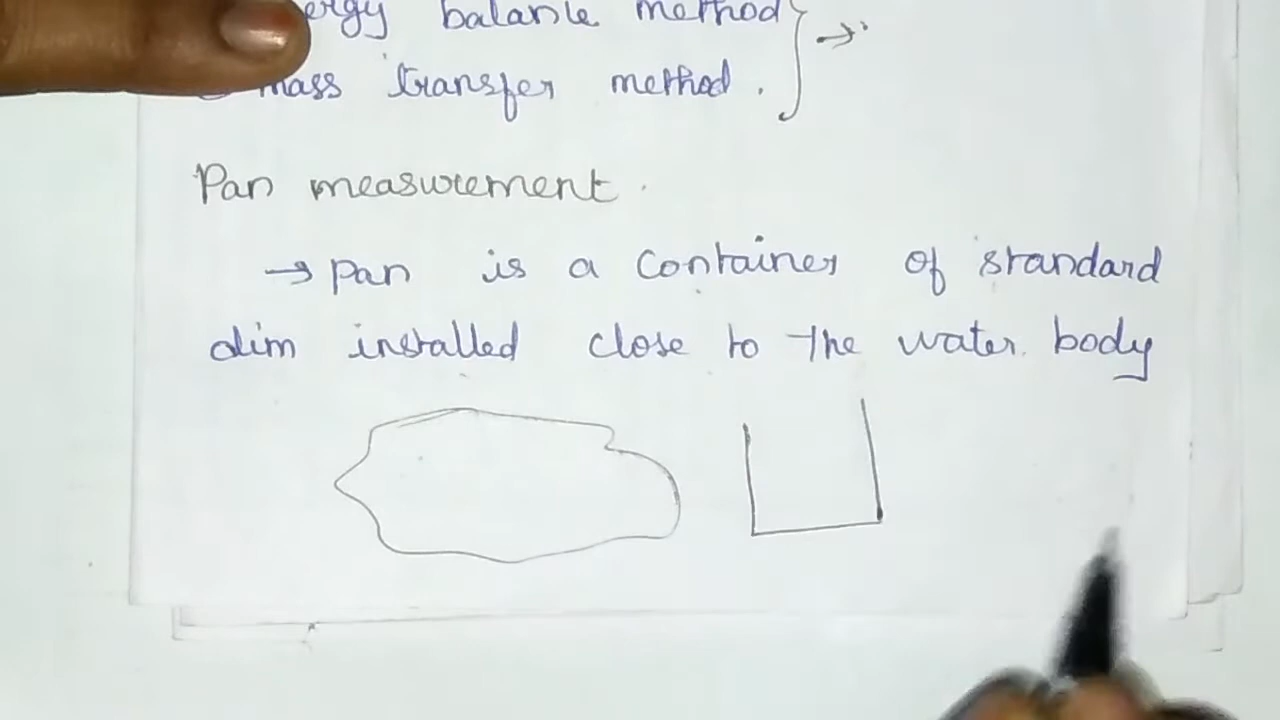 ergy balance method
mass transfer method.
Pan measurement.
→ pan is a container of standard
dim installed close to the water body